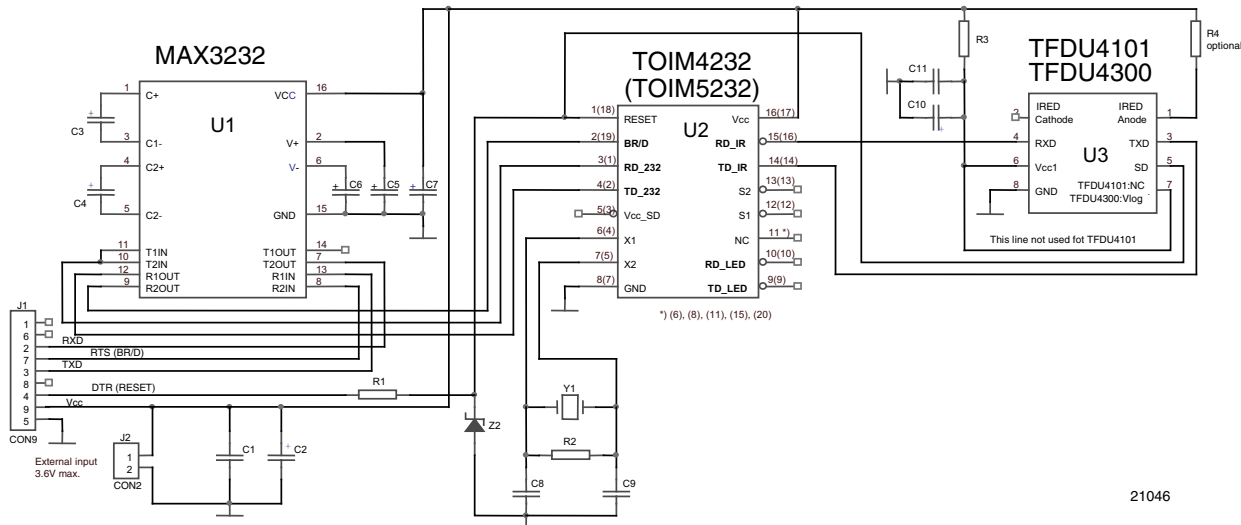 MAX3232
TOIM4232
(TOIM5232)
TFDU4101
TFDU4300
R3
R4
optional
C11
C10
U1
1
C+
VCC
16
C3
3
C1-
V+
2
4
C2+
V-
6
C4
C6
C5
C7
5
C2-
GND
15
11
T1IN
T1OUT
14
10
T2IN
T2OUT
7
12
R1OUT
R1IN
13
9
R2OUT
R2IN
8
U2
1(18)
RESET
Vcc
16(17)
2(19)
BR/D
RD_IR
15(16)
3(1)
RD_232
TD_IR
14(14)
4(2)
TD_232
S2
13(13)
5(3)
Vcc_SD
S1
12(12)
6(4)
X1
NC
11 *)
7(5)
X2
RD_LED
10(10)
8(7)
GND
TD_LED
9(9)
*) (6), (8), (11), (15), (20)
U3
2
IRED
Cathode
IRED
Anode
1
4
RXD
TXD
3
6
Vcc1
SD
5
8
GND
TFDU4101:NC
TFDU4300:Vlog
7
This line not used fot TFDU4101
J1
1
6
2
RXD
7
RTS (BR/D)
3
TXD
8
4
DTR (RESET)
R1
9
Vcc
5
CON9
External input
3.6V max.
J2
1
2
CON2
C1
+
C2
Z2
Y1
R2
C8
C9
21046